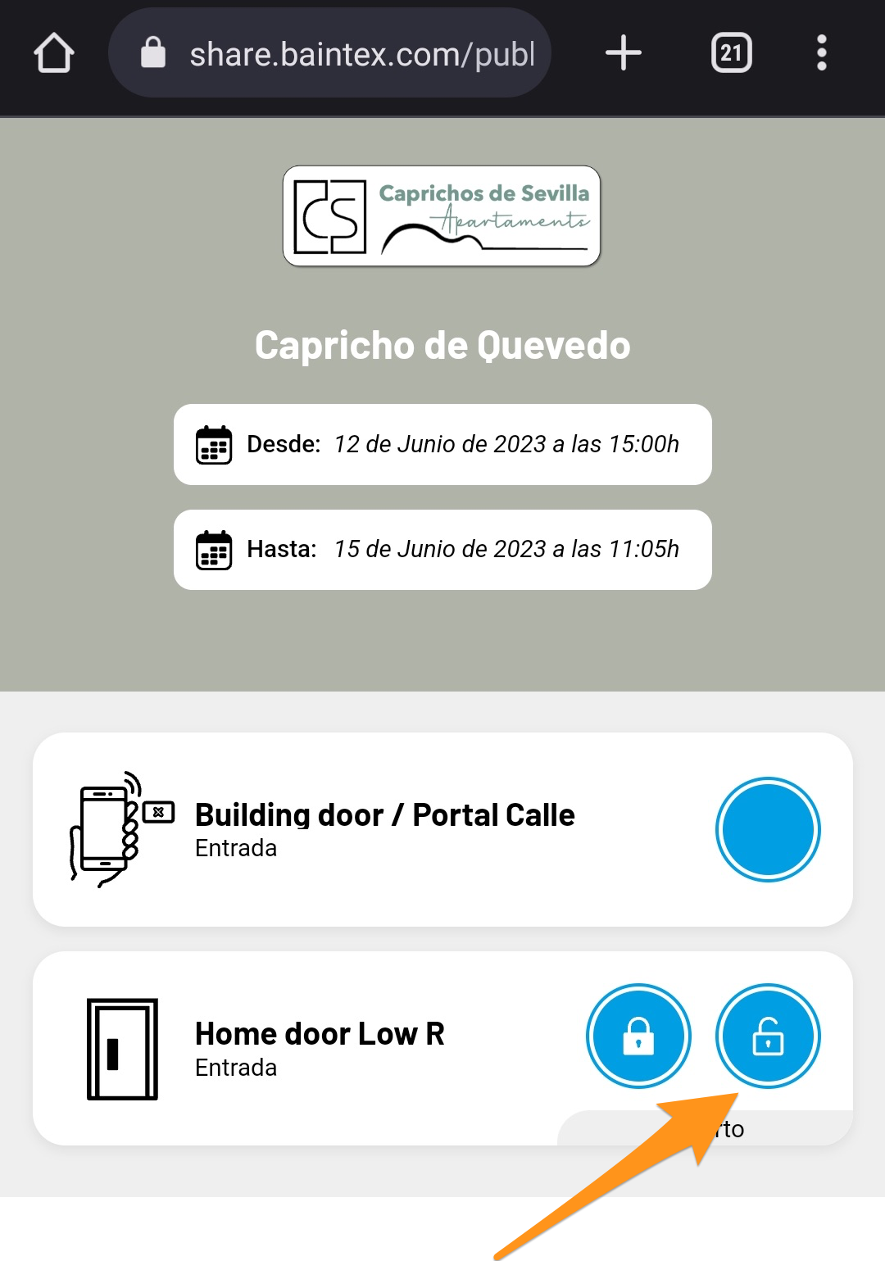 share.baintex.com/publ
21
CS
Caprichos de Sevilla
Apartaments
Capricho de Quevedo
Desde: 12 de Junio de 2023 a las 15:00h
Hasta: 15 de Junio de 2023 a las 11:05h
Building door / Portal Calle
Entrada
Home door Low R
Entrada